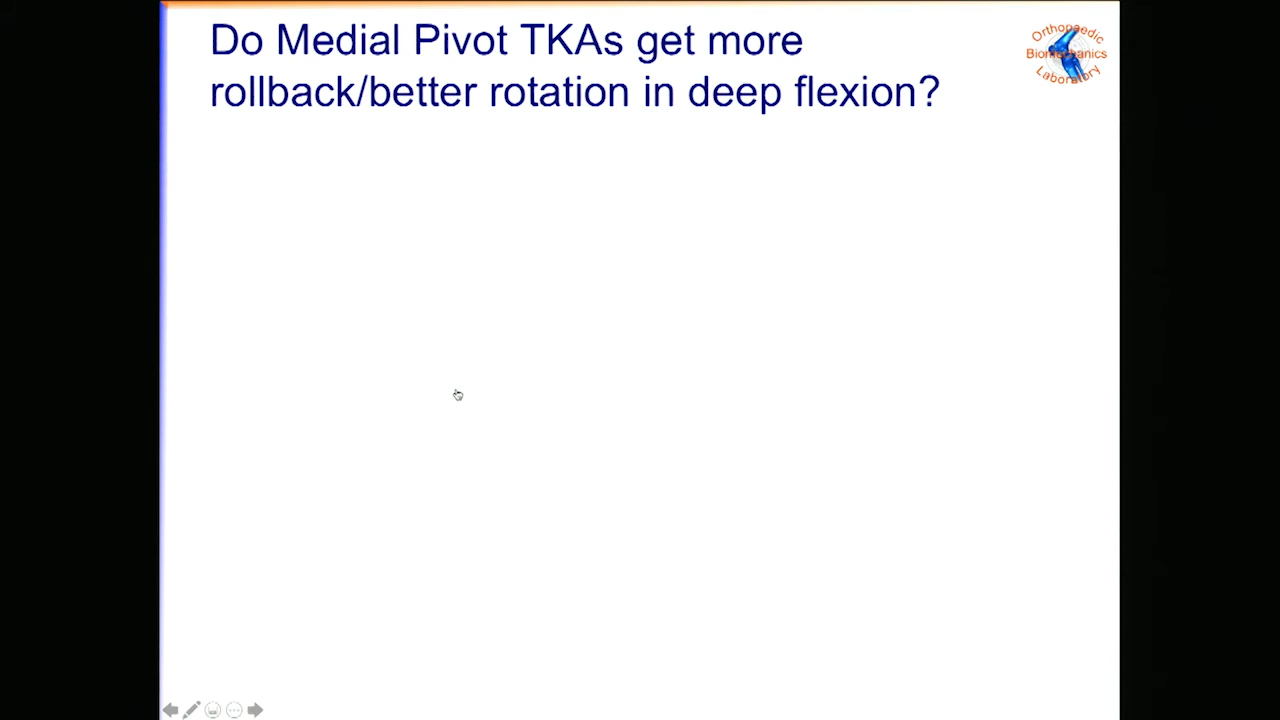 Do Medial Pivot TKAs get more
rollback/better rotation in deep flexion?
Orthopaedic
Biomechanics
Laboratory